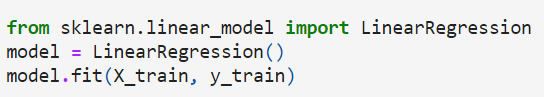 from sklearn.linear_model import LinearRegression
model = LinearRegression()
model.fit(X_train, y_train)